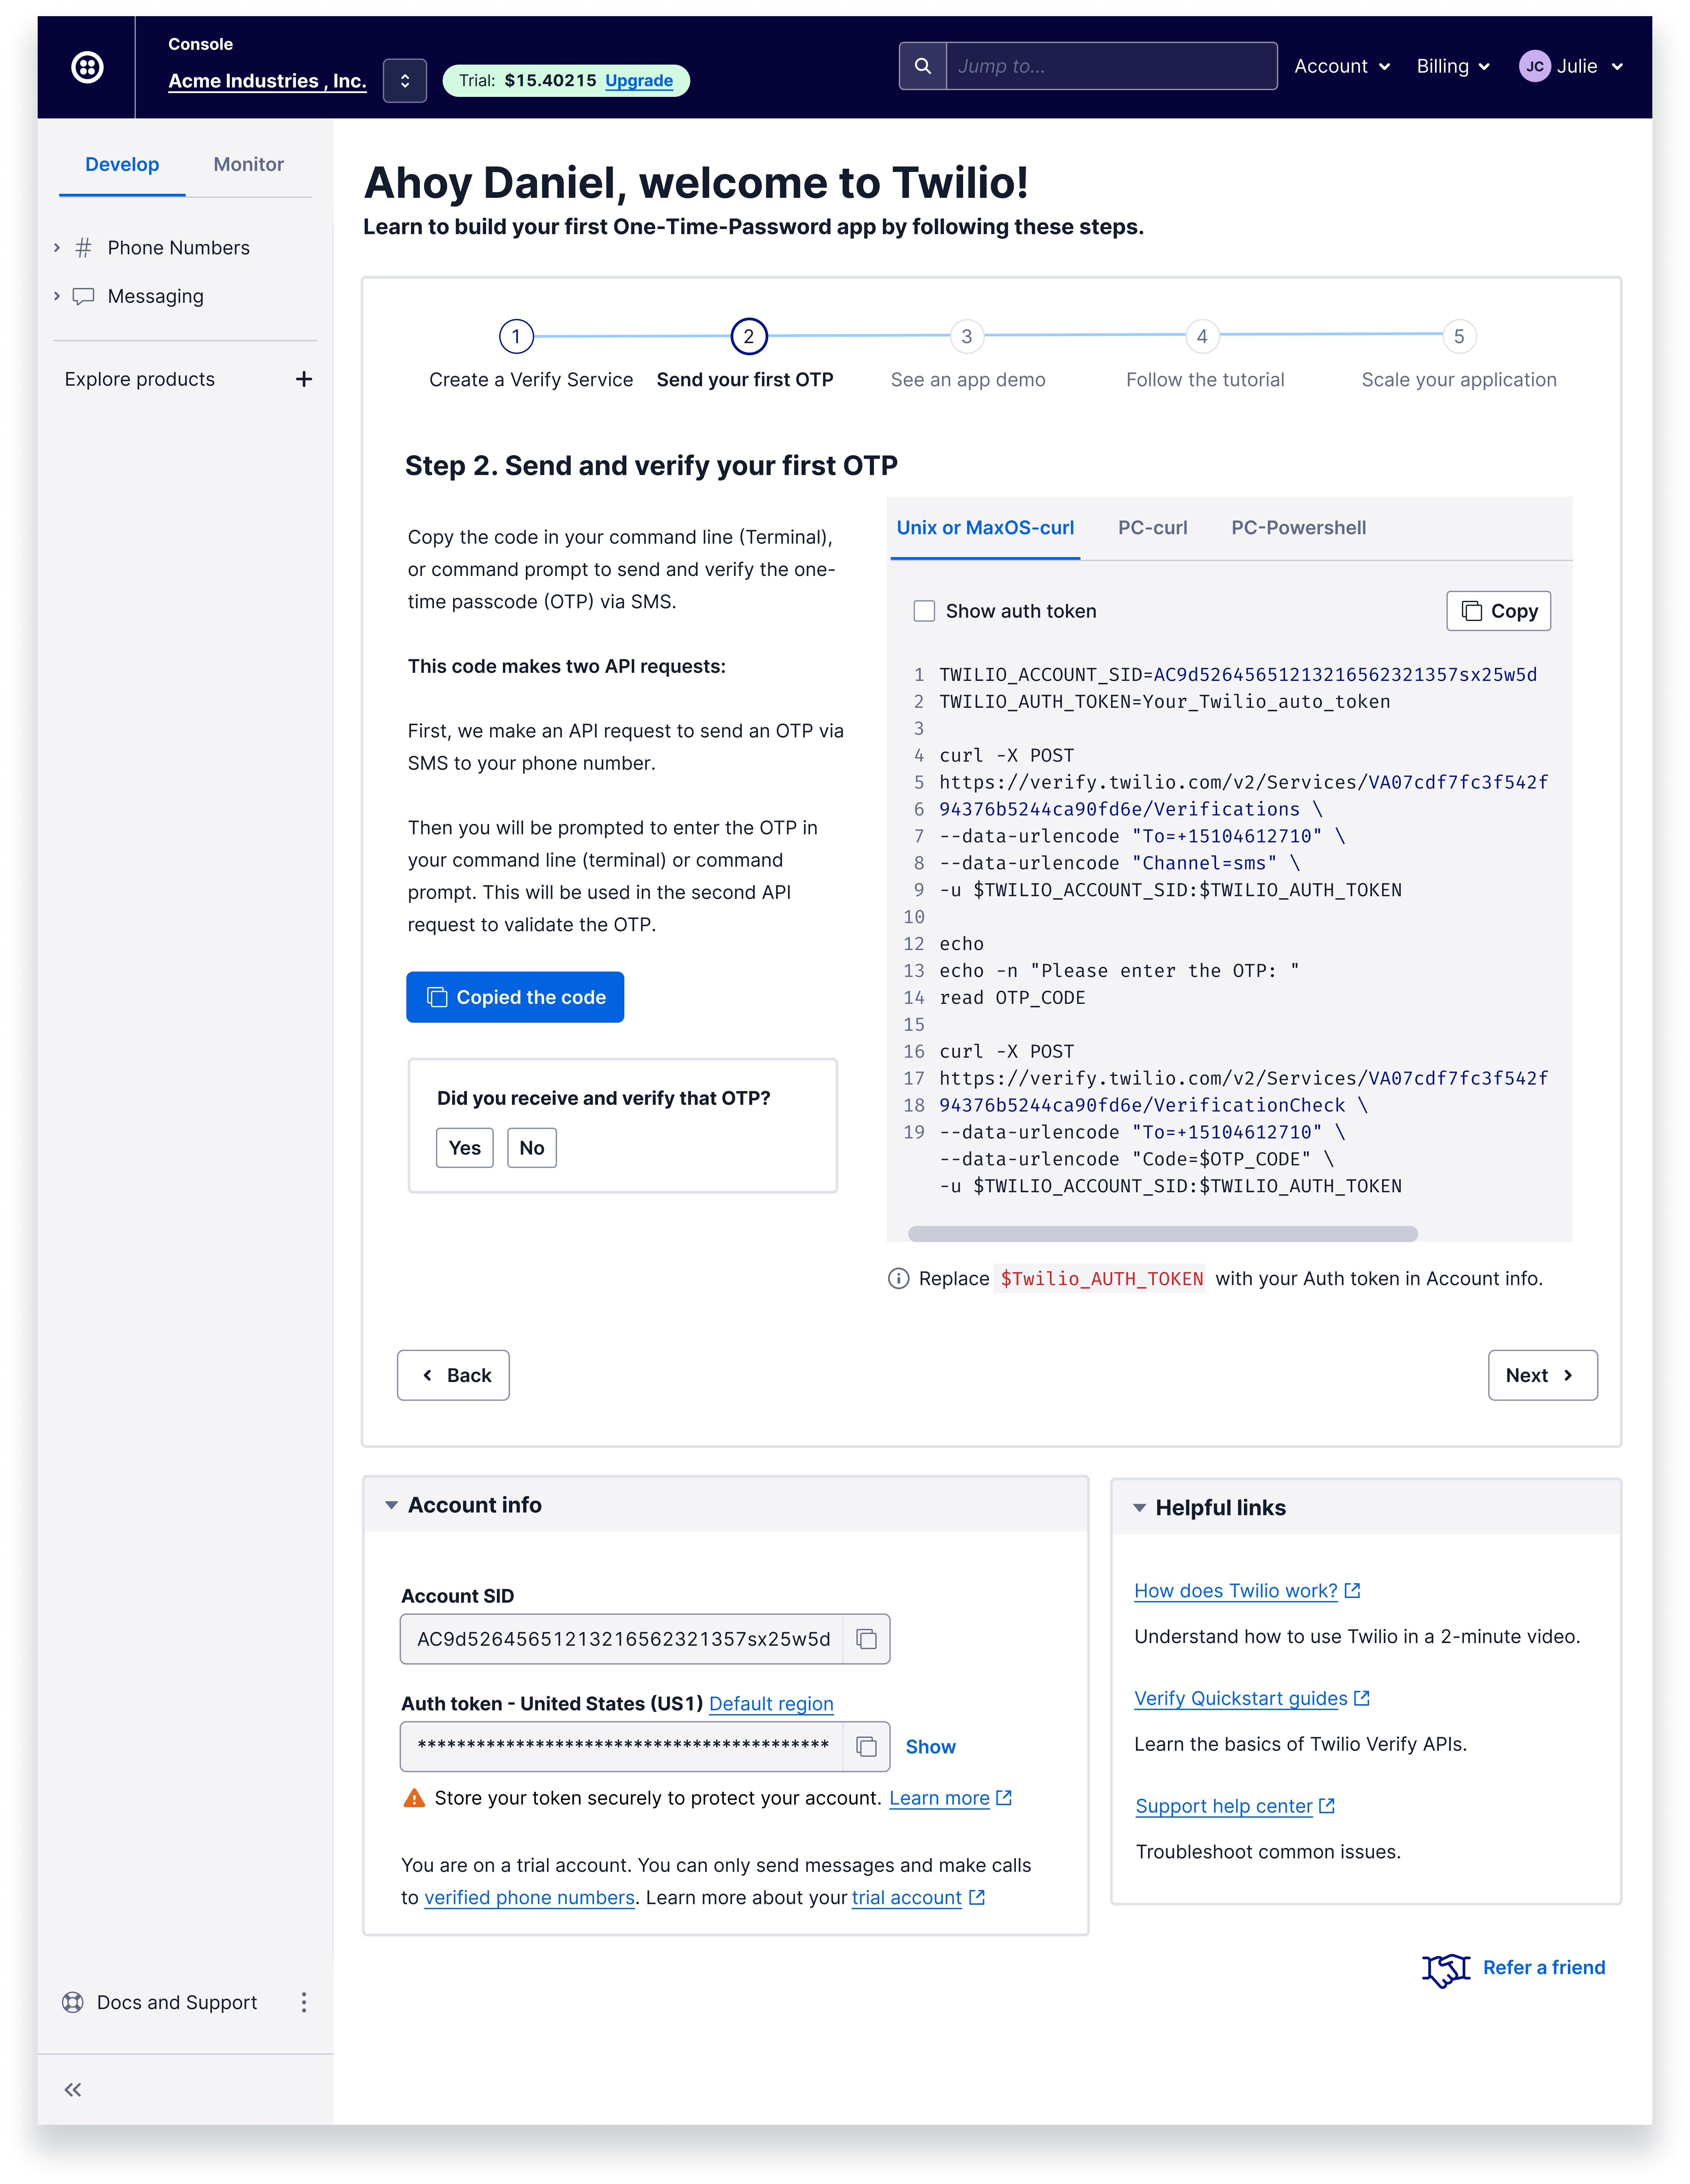 Console
Acme Industries , Inc.
Trial: $15.40215 Upgrade
Jump to...
Account
Billing
JC Julie
Develop Monitor
Phone Numbers
Messaging
Explore products
Ahoy Daniel, welcome to Twilio!
Learn to build your first One-Time-Password app by following these steps.
1 2 3 4 5
Create a Verify Service Send your first OTP See an app demo Follow the tutorial Scale your application
Step 2. Send and verify your first OTP
Copy the code in your command line (Terminal),
or command prompt to send and verify the one-
time passcode (OTP) via SMS.
This code makes two API requests:
First, we make an API request to send an OTP via
SMS to your phone number.
Then you will be prompted to enter the OTP in
your command line (terminal) or command
prompt. This will be used in the second API
request to validate the OTP.
Copied the code
Did you receive and verify that OTP?
Yes No
Unix or MaxOS-curl PC-curl PC-Powershell
Show auth token
Copy
1 TWILIO_ACCOUNT_SID=AC9d52645651213216562321357sx25w5d
2 TWILIO_AUTH_TOKEN=Your_Twilio_auto_token
3
4 curl -X POST
5 https://verify.twilio.com/v2/Services/VA07cdf7fc3f542f
6 94376b5244ca90fd6e/Verifications \
7 --data-urlencode "To=+15104612710" \
8 --data-urlencode "Channel=sms" \
9 -u $TWILIO_ACCOUNT_SID:$TWILIO_AUTH_TOKEN
10
12 echo
13 echo -n "Please enter the OTP: "
14 read OTP_CODE
15
16 curl -X POST
17 https://verify.twilio.com/v2/Services/VA07cdf7fc3f542f
18 94376b5244ca90fd6e/VerificationCheck \
19 --data-urlencode "To=+15104612710" \
--data-urlencode "Code=$OTP_CODE" \
-u $TWILIO_ACCOUNT_SID:$TWILIO_AUTH_TOKEN
Replace $Twilio_AUTH_TOKEN with your Auth token in Account info.
Back
Next
Account info
Account SID
AC9d52645651213216562321357sx25w5d
Auth token - United States (US1) Default region
****************************************** Show
Store your token securely to protect your account. Learn more
You are on a trial account. You can only send messages and make calls
to verified phone numbers. Learn more about your trial account
Helpful links
How does Twilio work?
Understand how to use Twilio in a 2-minute video.
Verify Quickstart guides
Learn the basics of Twilio Verify APIs.
Support help center
Troubleshoot common issues.
Refer a friend
Docs and Support